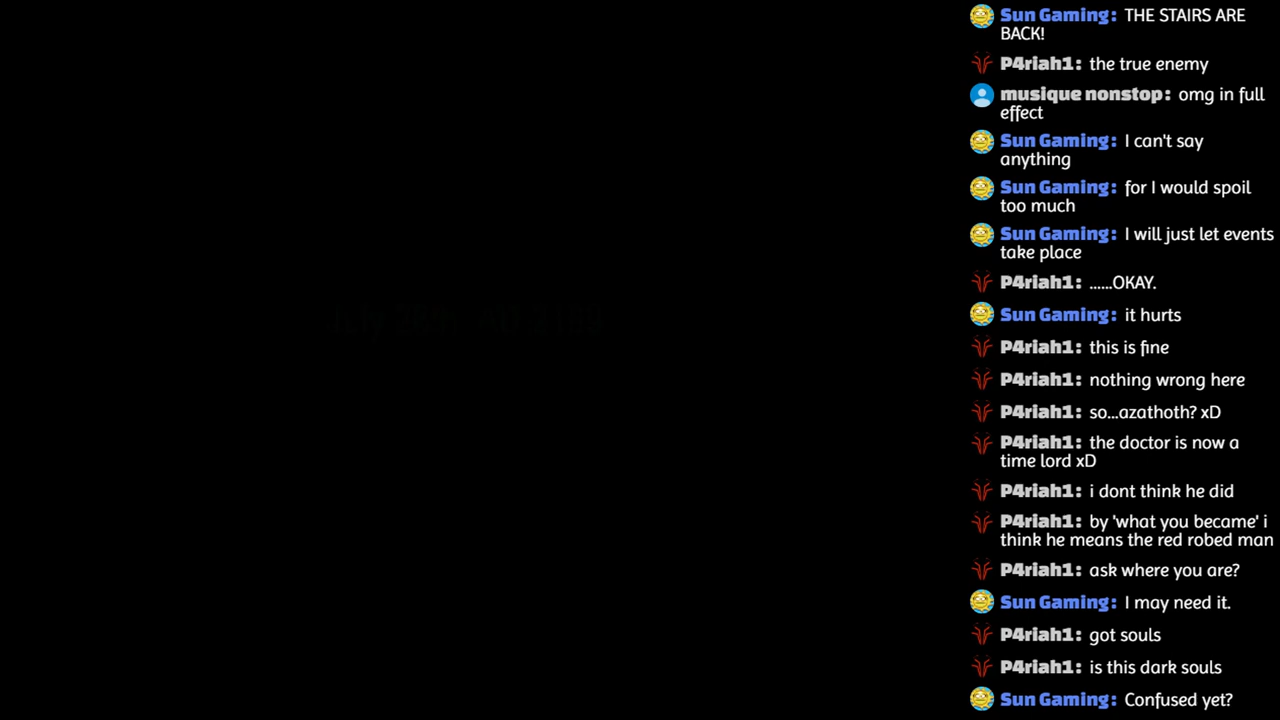 Sun Gaming: THE STAIRS ARE
BACK!
P4riah1: the true enemy
musique nonstop: omg in full
effect
Sun Gaming: I can't say
anything
Sun Gaming: for I would spoil
too much
Sun Gaming: I will just let events
take place
P4riah1: ......OKAY.
Sun Gaming: it hurts
P4riah1: this is fine
P4riah1: nothing wrong here
P4riah1: so...azathoth? xD
P4riah1: the doctor is now a
time lord xD
P4riah1: i dont think he did
P4riah1: by 'what you became' i
think he means the red robed man
P4riah1: ask where you are?
Sun Gaming: I may need it.
P4riah1: got souls
P4riah1: is this dark souls
Sun Gaming: Confused yet?